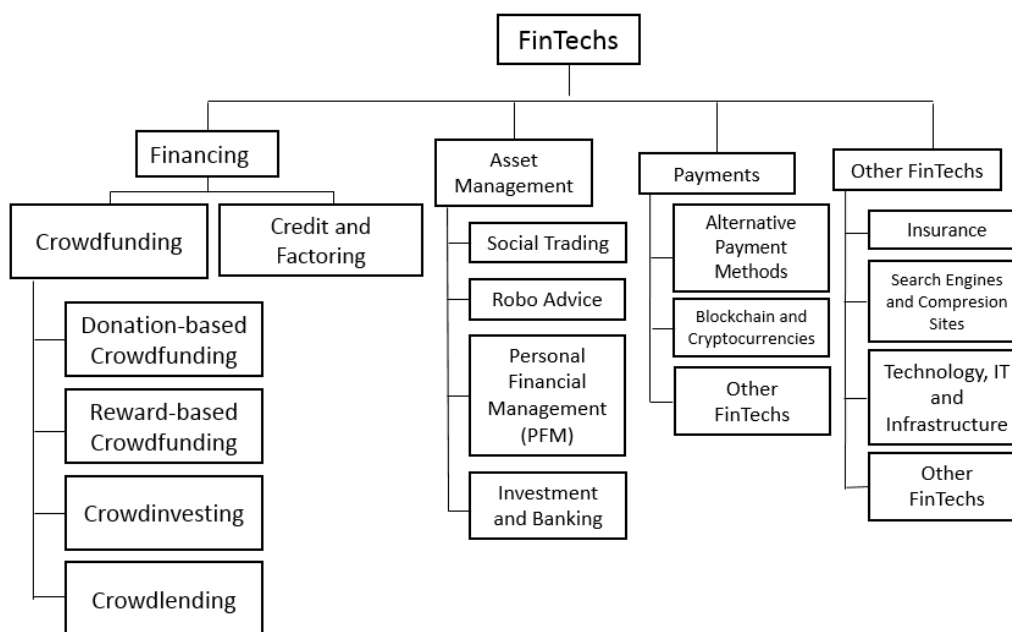 FinTechs
Financing
Asset
Management
Payments
Other FinTechs
Crowdfunding
Credit and
Factoring
Donation-based
Crowdfunding
Reward-based
Crowdfunding
Crowdinvesting
Crowdlending
Social Trading
Robo Advice
Personal
Financial
Management
(PFM)
Investment
and Banking
Alternative
Payment
Methods
Blockchain and
Cryptocurrencies
Other
FinTechs
Insurance
Search Engines
and Compresion
Sites
Technology, IT
and
Infrastructure
Other
FinTechs